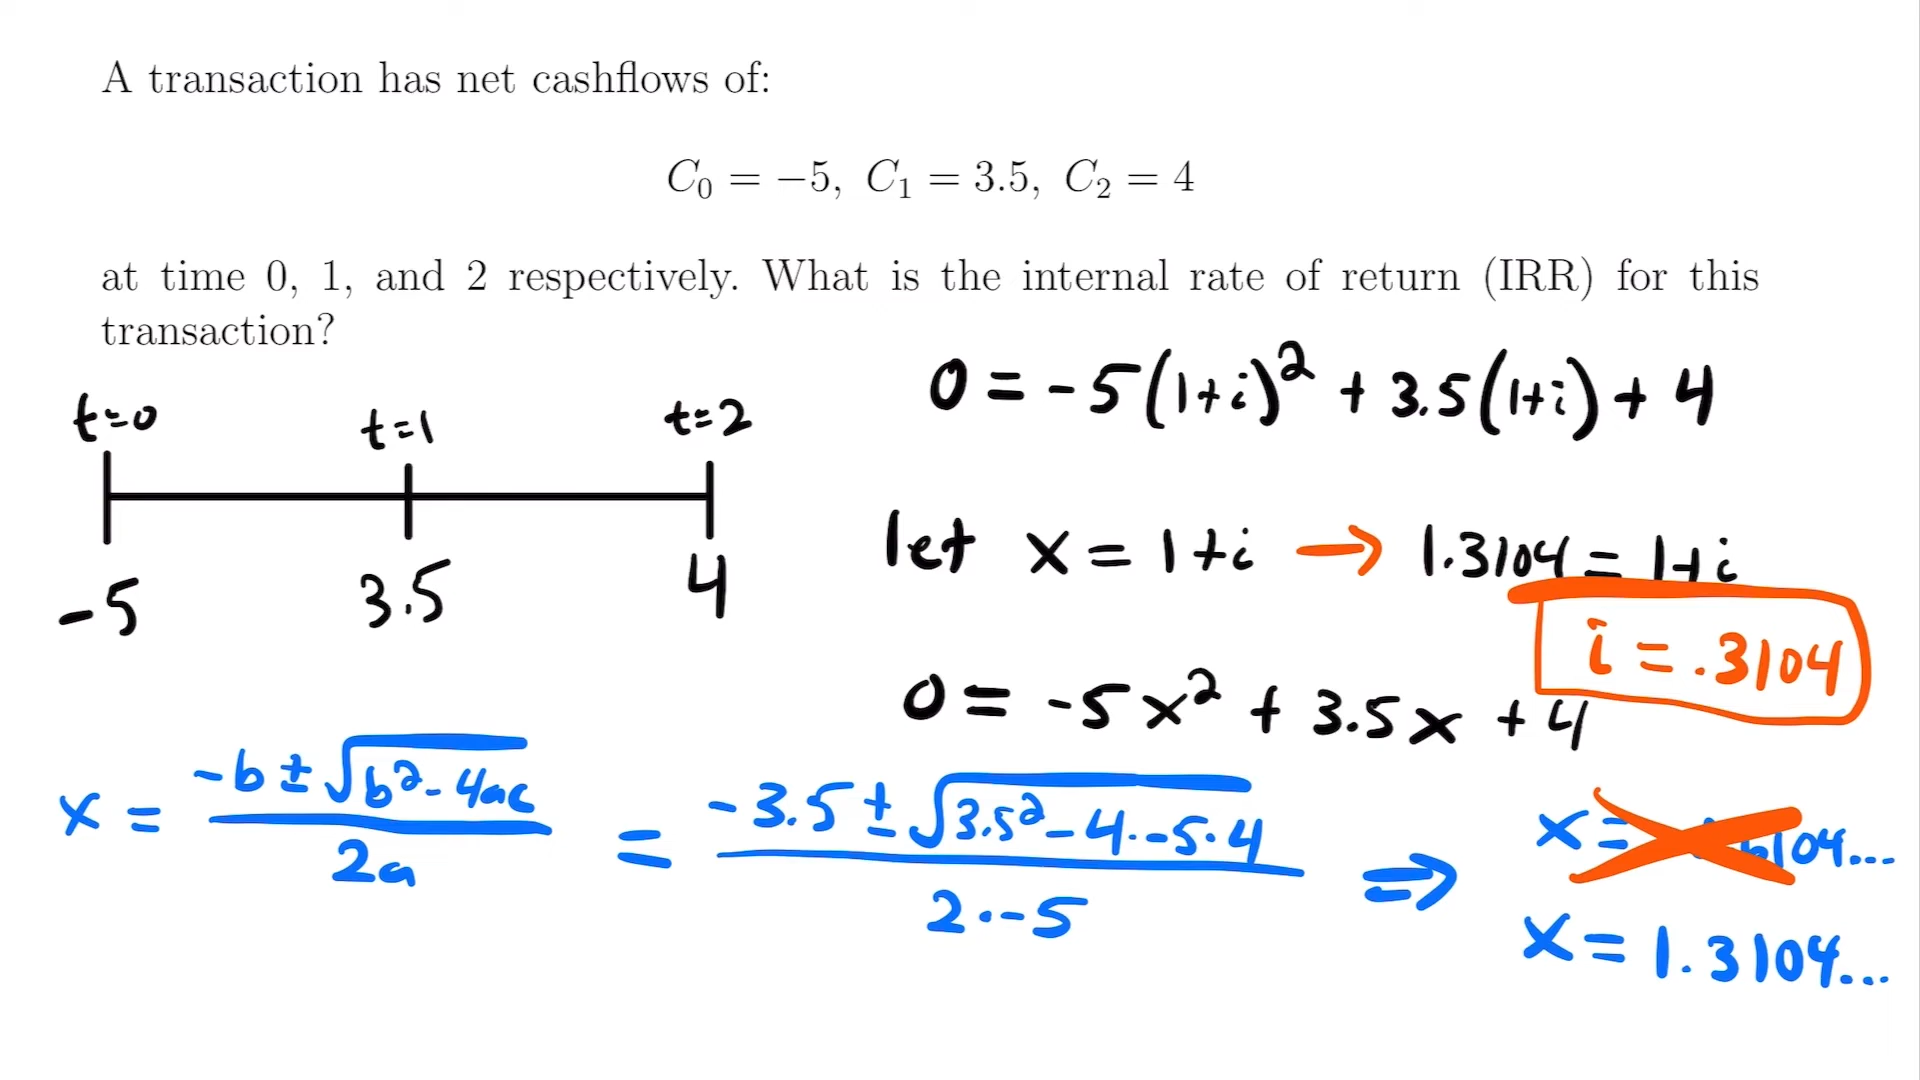 A transaction has net cashflows of:
C₀ = −5, C₁ = 3.5, C₂ = 4
at time 0, 1, and 2 respectively. What is the internal rate of return (IRR) for this
transaction?
t=0 t=1 t=2
-5 3.5 4
0 = -5(1+i)² + 3.5(1+i) + 4
let x = 1+i → 1.3104 = 1+i
i = .3104
0 = -5x² + 3.5x + 4
x = (-b ± √(b² - 4ac))/(2a) = (-3.5 ± √(3.5² - 4·-5·4))/(2·-5) ⇒ x = 6104...
x = 1.3104...